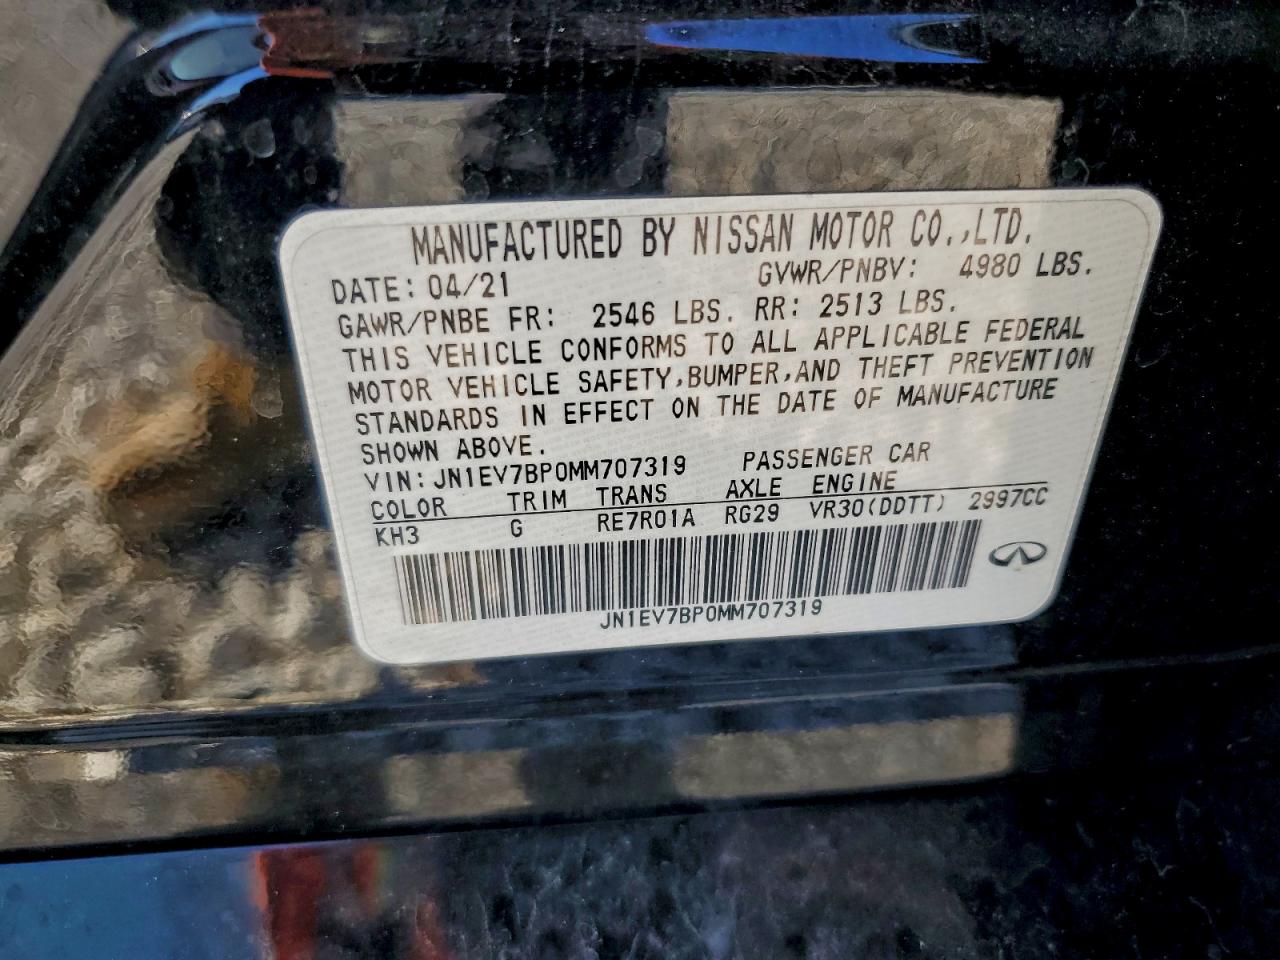 MANUFACTURED BY NISSAN MOTOR CO.,LTD.
DATE: 04/21 GVWR/PNBV: 4980 LBS.
GAWR/PNBE FR: 2546 LBS. RR: 2513 LBS.
THIS VEHICLE CONFORMS TO ALL APPLICABLE FEDERAL
MOTOR VEHICLE SAFETY,BUMPER,AND THEFT PREVENTION
STANDARDS IN EFFECT ON THE DATE OF MANUFACTURE
SHOWN ABOVE.
VIN: JN1EV7BP0MM707319 PASSENGER CAR
COLOR TRIM TRANS AXLE ENGINE
KH3 G RE7R01A RG29 VR30(DDTT) 2997CC
JN1EV7BP0MM707319